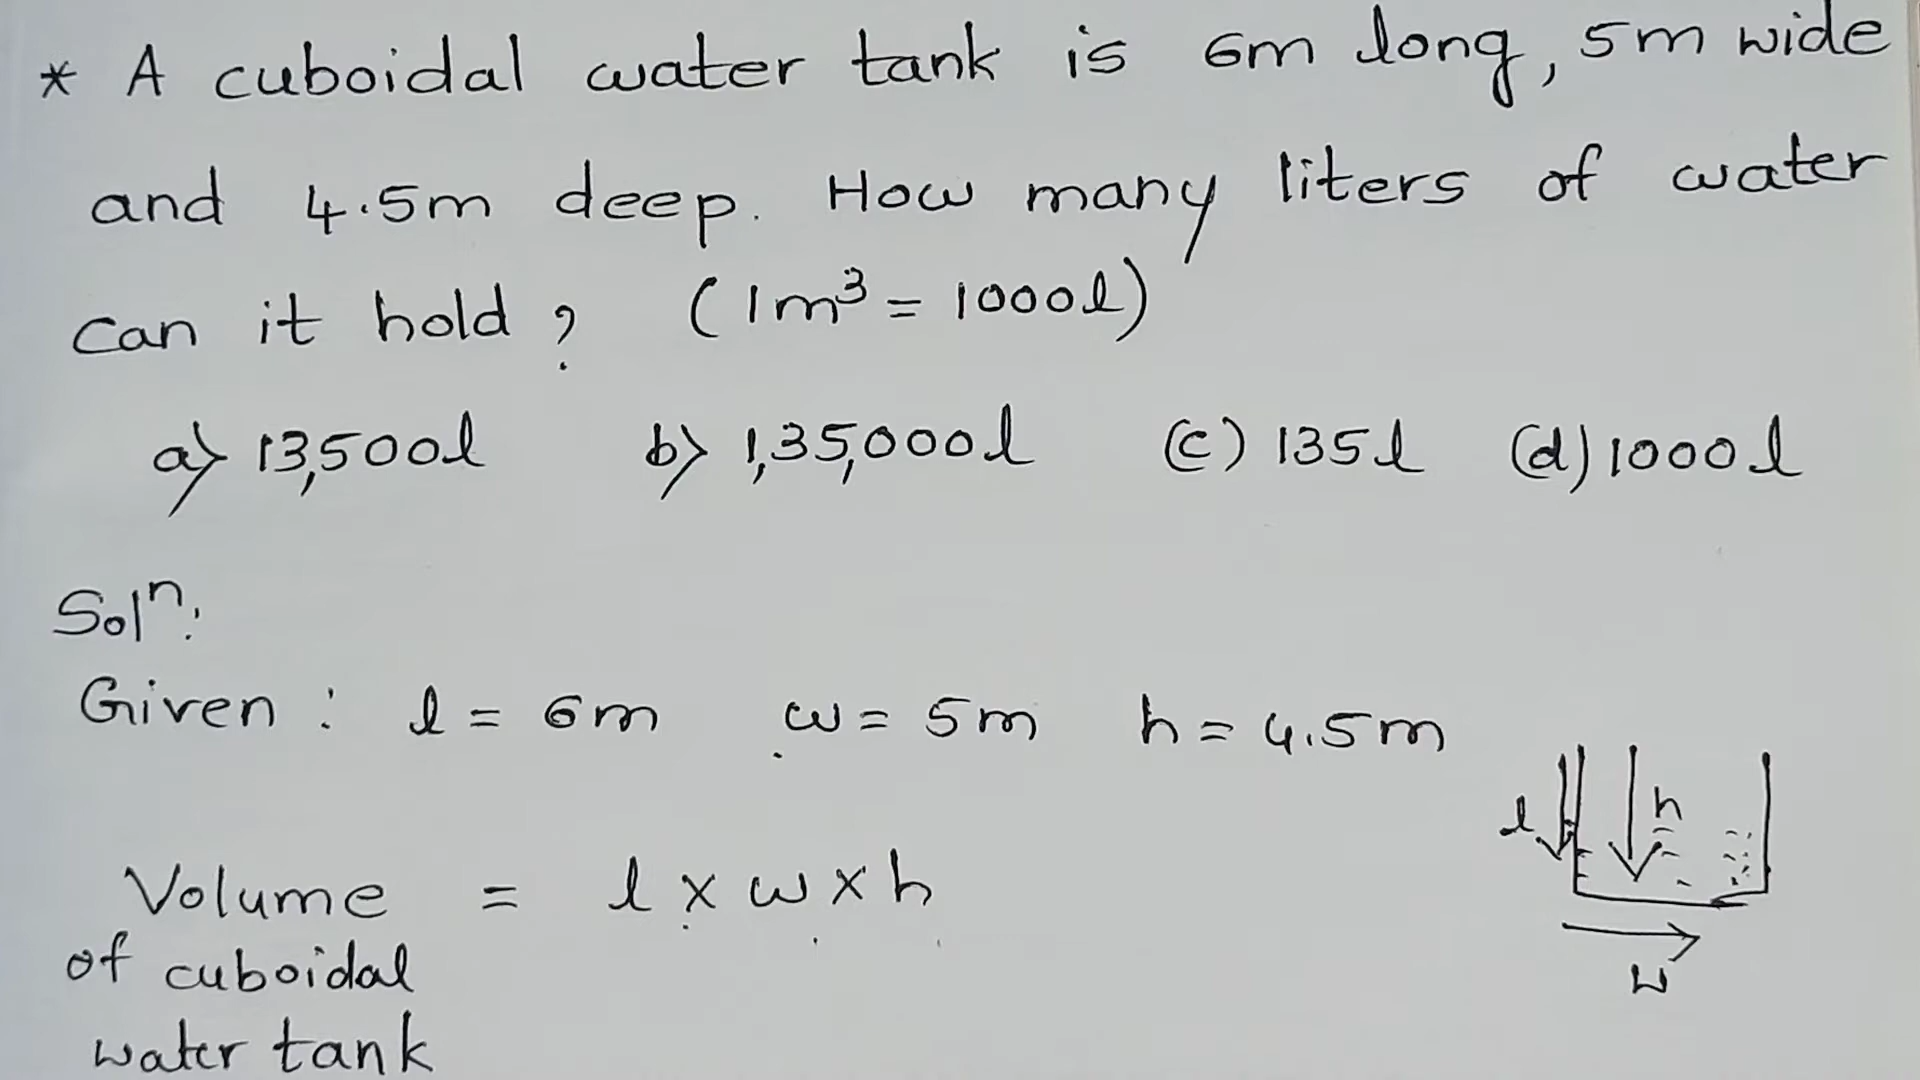 * A cuboidal water tank is 6m long, 5m wide
and 4.5m deep. How many liters of water
can it hold ? (1m³ = 1000l)
a) 13,500l b) 1,35,000l (c) 135l (d) 1000l
Solⁿ:
Given : l = 6m w = 5m h = 4.5m
l h
Volume = l x w x h
of cuboidal
w
water tank